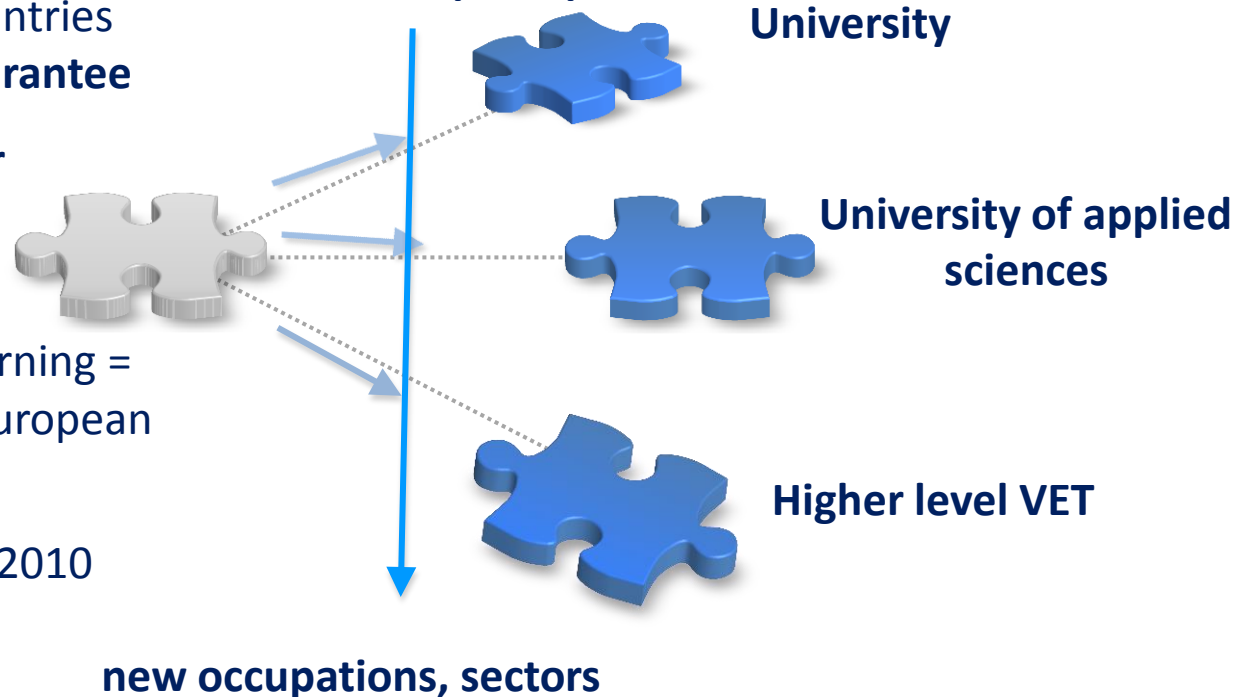 ntries
rantee
University
University of applied
sciences
rning =
uropean
Higher level VET
2010
new occupations, sectors